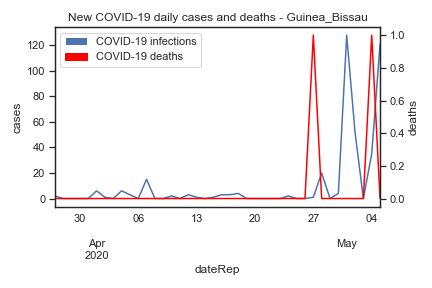 New COVID-19 daily cases and deaths - Guinea_Bissau
COVID-19 infections
COVID-19 deaths
cases
120
100
80
60
40
20
0
deaths
1.0
0.8
0.6
0.4
0.2
0.0
30 06 13 20 27 04
Apr May
2020
dateRep